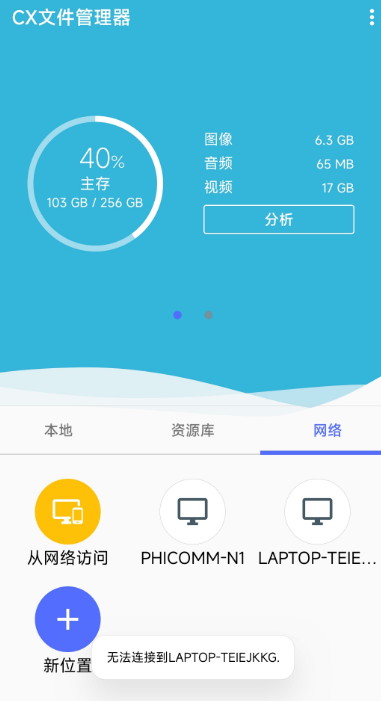 CX文件管理器
40%
主存
103 GB / 256 GB
图像 6.3 GB
音频 65 MB
视频 17 GB
分析
本地 资源库 网络
从网络访问 PHICOMM-N1 LAPTOP-TEIE...
新位置
无法连接到LAPTOP-TEIEJKKG.